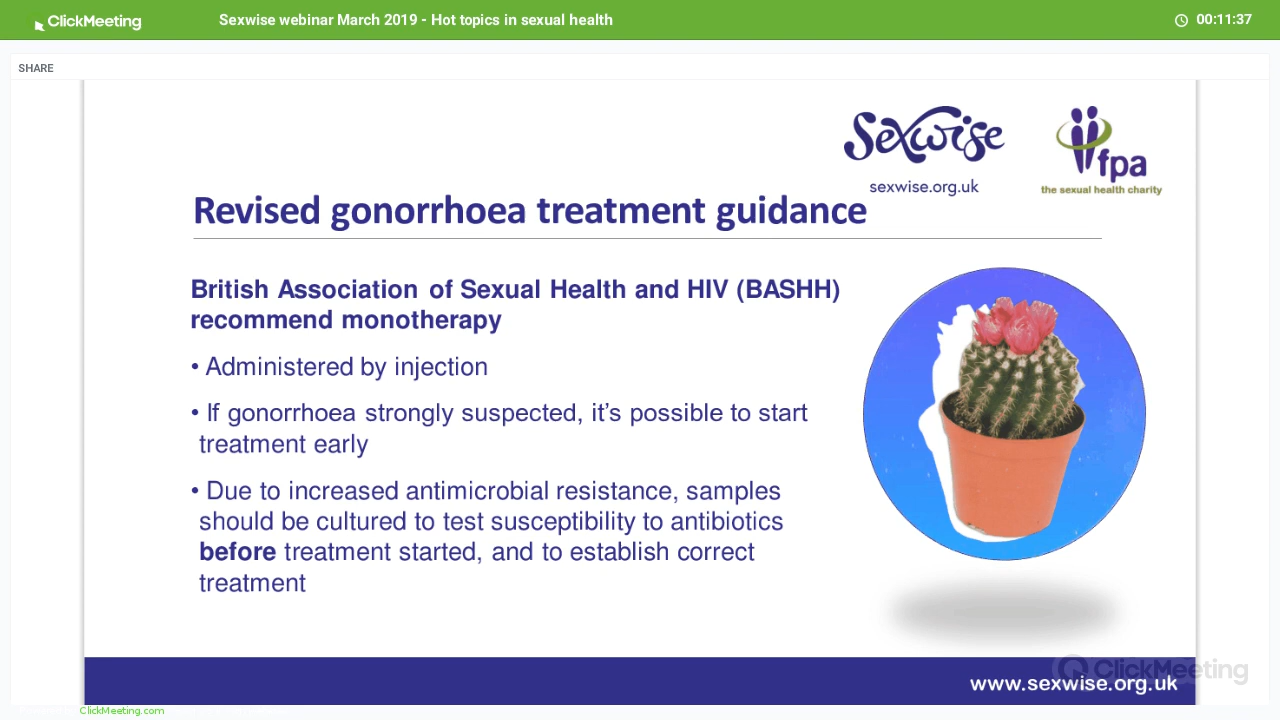 ClickMeeting
Sexwise webinar March 2019 - Hot topics in sexual health
00:11:37
SHARE
Sexwise
sexwise.org.uk
fpa
the sexual health charity
Revised gonorrhoea treatment guidance
British Association of Sexual Health and HIV (BASHH)
recommend monotherapy
• Administered by injection
• If gonorrhoea strongly suspected, it’s possible to start
treatment early
• Due to increased antimicrobial resistance, samples
should be cultured to test susceptibility to antibiotics
before treatment started, and to establish correct
treatment
ClickMeeting
www.sexwise.org.uk
ClickMeeting.com